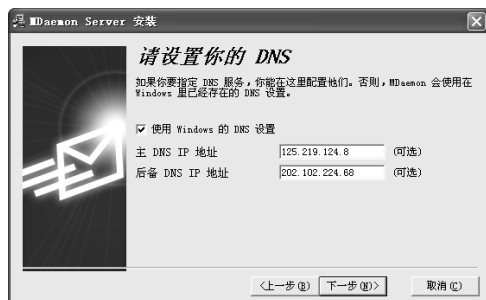 MDaemon Server 安装
请设置你的 DNS
如果你要指定 DNS 服务，你能在这里配置他们。否则，MDaemon 会使用在
Windows 里已经存在的 DNS 设置。
使用 Windows 的 DNS 设置
主 DNS IP 地址 125.219.124.8 (可选)
后备 DNS IP 地址 202.102.224.68 (可选)
<上一步(B) 下一步(N)> 取消(C)